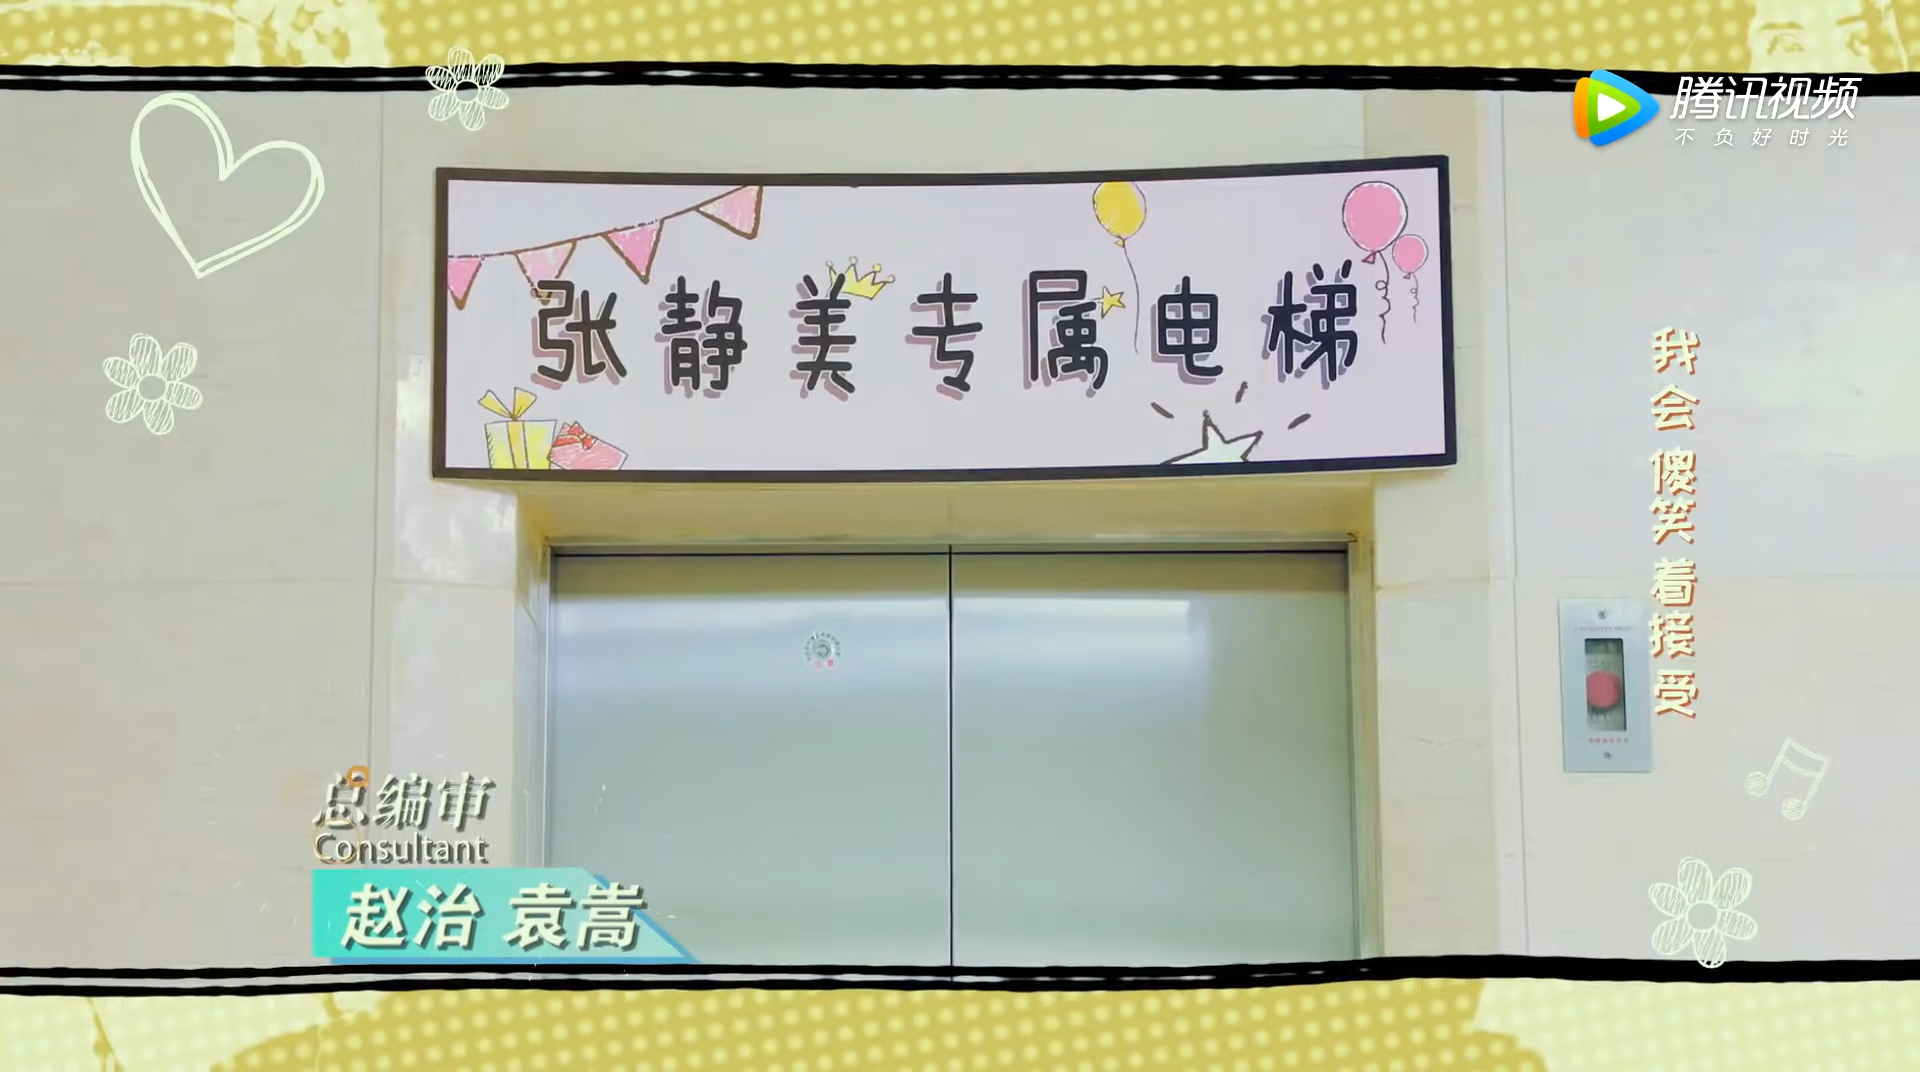 腾讯视频
不负好时光
张静美专属电梯
我会傻笑着接受
总编审
Consultant
赵治 袁嵩